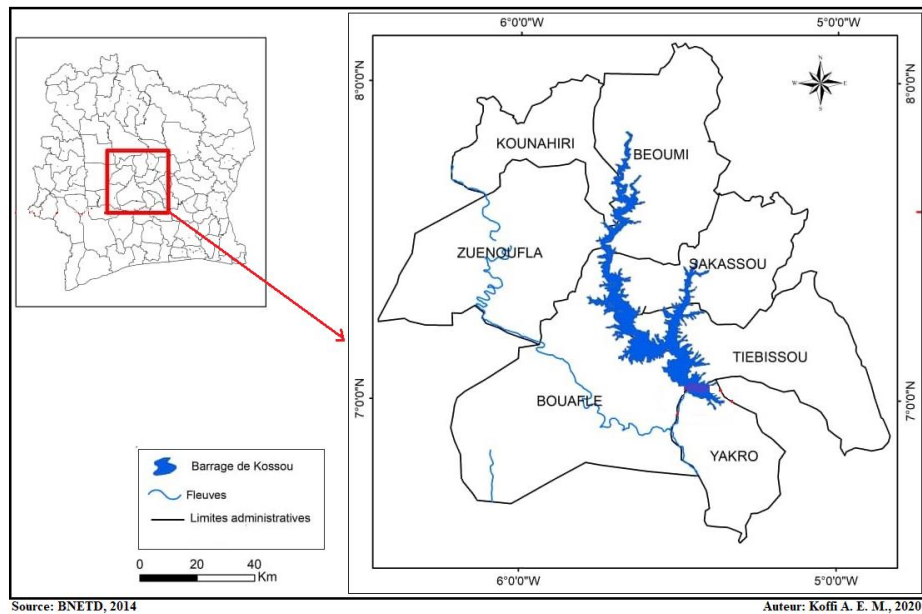 6°0'0"W 5°0'0"W
8°0'0"N 8°0'0"N
N
W E
S
KOUNAHIRI
BEOUMI
ZUENOUFLA
SAKASSOU
TIEBISSOU
BOUAFLE
7°0'0"N 7°0'0"N
YAKRO
Barrage de Kossou
Fleuves
Limites administratives
0 20 40
Km
6°0'0"W 5°0'0"W
Source: BNETD, 2014 Auteur: Koffi A. E. M., 2020